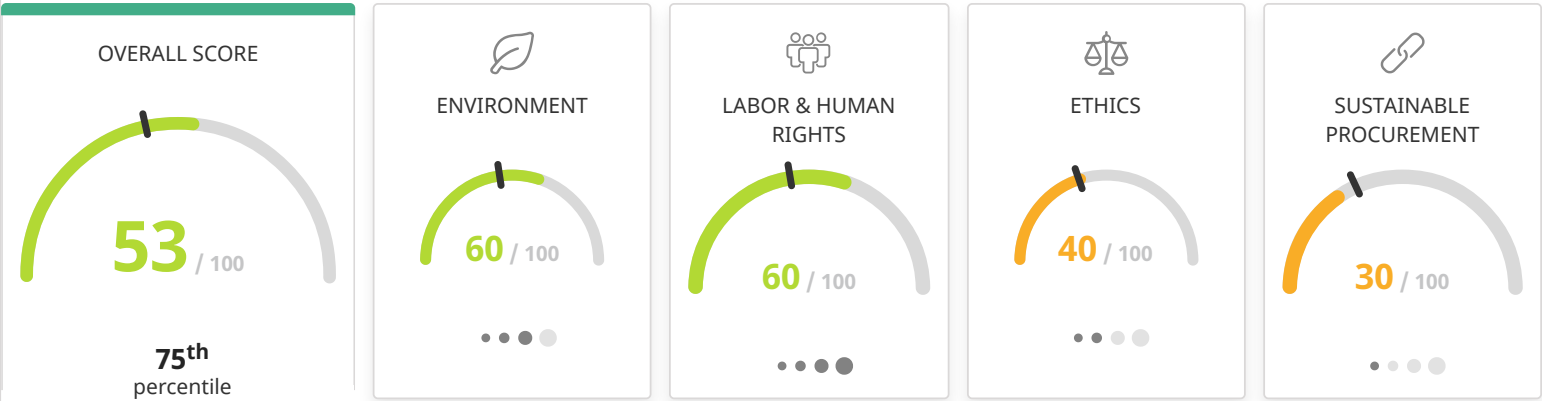 OVERALL SCORE
53 / 100
75th
percentile
ENVIRONMENT
60 / 100
LABOR & HUMAN
RIGHTS
60 / 100
ETHICS
40 / 100
SUSTAINABLE
PROCUREMENT
30 / 100